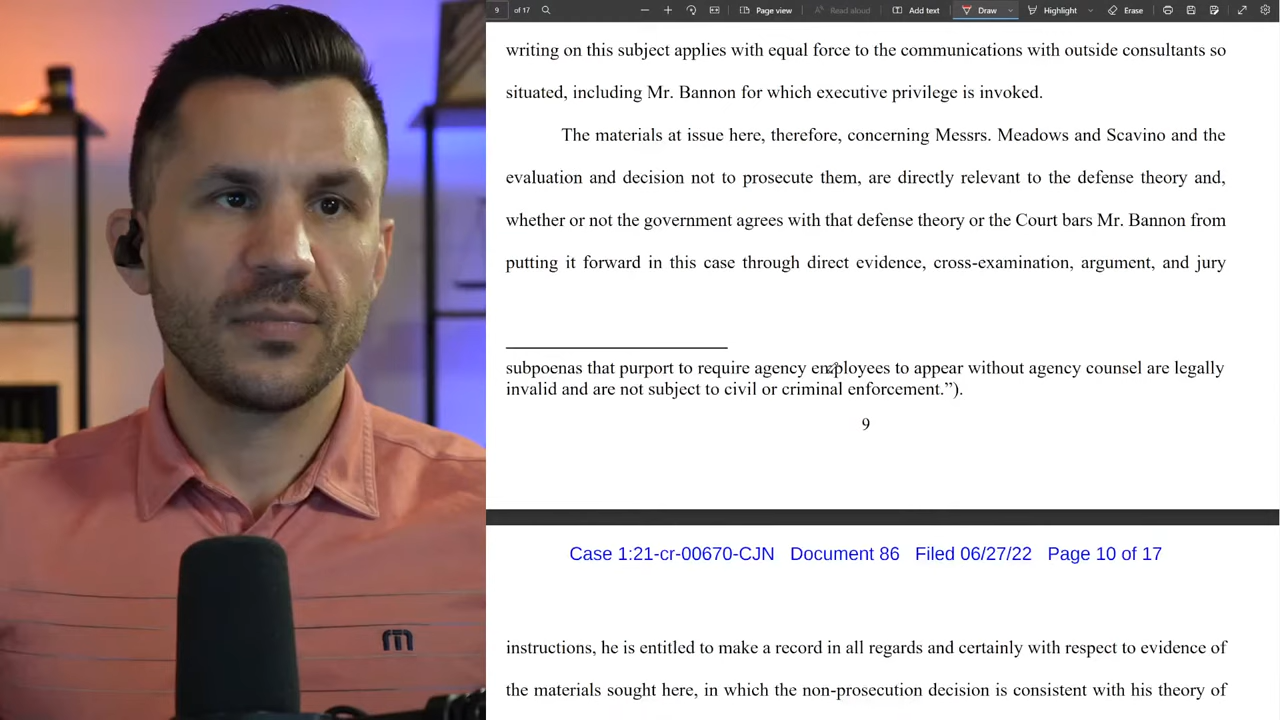 9 of 17 Page view Read aloud Add text Draw Highlight Erase
writing on this subject applies with equal force to the communications with outside consultants so
situated, including Mr. Bannon for which executive privilege is invoked.
The materials at issue here, therefore, concerning Messrs. Meadows and Scavino and the
evaluation and decision not to prosecute them, are directly relevant to the defense theory and,
whether or not the government agrees with that defense theory or the Court bars Mr. Bannon from
putting it forward in this case through direct evidence, cross-examination, argument, and jury
subpoenas that purport to require agency employees to appear without agency counsel are legally
invalid and are not subject to civil or criminal enforcement.”).
9
Case 1:21-cr-00670-CJN Document 86 Filed 06/27/22 Page 10 of 17
instructions, he is entitled to make a record in all regards and certainly with respect to evidence of
the materials sought here, in which the non-prosecution decision is consistent with his theory of